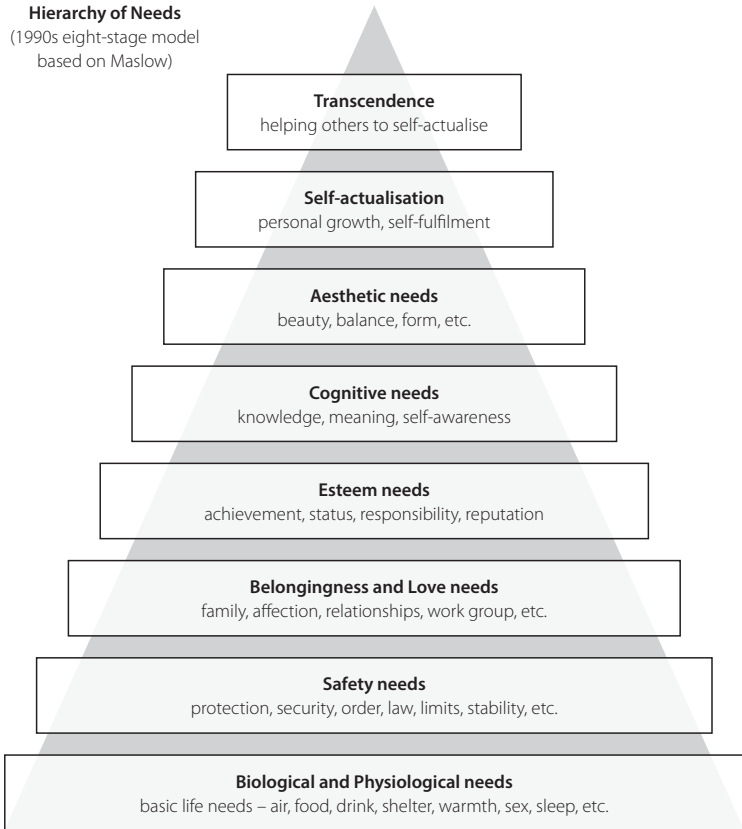 Hierarchy of Needs
(1990s eight-stage model
based on Maslow)
Transcendence
helping others to self-actualise
Self-actualisation
personal growth, self-fulfilment
Aesthetic needs
beauty, balance, form, etc.
Cognitive needs
knowledge, meaning, self-awareness
Esteem needs
achievement, status, responsibility, reputation
Belongingness and Love needs
family, affection, relationships, work group, etc.
Safety needs
protection, security, order, law, limits, stability, etc.
Biological and Physiological needs
basic life needs – air, food, drink, shelter, warmth, sex, sleep, etc.